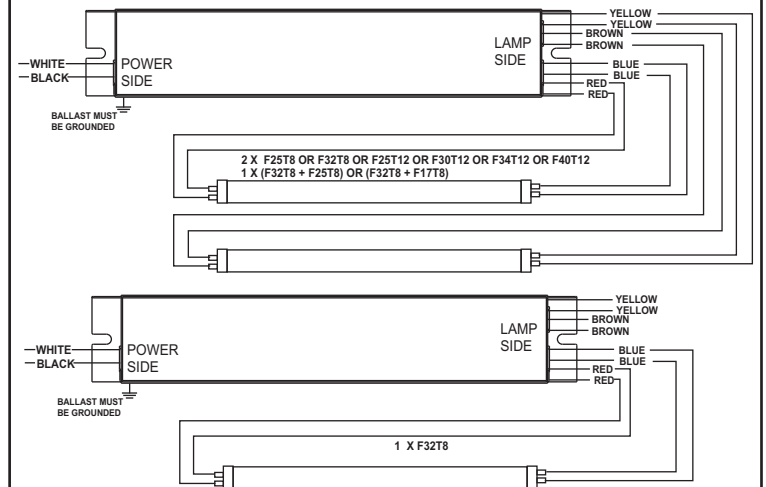 YELLOW
YELLOW
BROWN
BROWN
LAMP
SIDE
WHITE
BLACK
POWER
SIDE
BLUE
BLUE
RED
RED
BALLAST MUST
BE GROUNDED
2 X F25T8 OR F32T8 OR F25T12 OR F30T12 OR F34T12 OR F40T12
1 X (F32T8 + F25T8) OR (F32T8 + F17T8)
YELLOW
YELLOW
BROWN
BROWN
LAMP
SIDE
WHITE
BLACK
POWER
SIDE
BLUE
BLUE
RED
RED
BALLAST MUST
BE GROUNDED
1 X F32T8